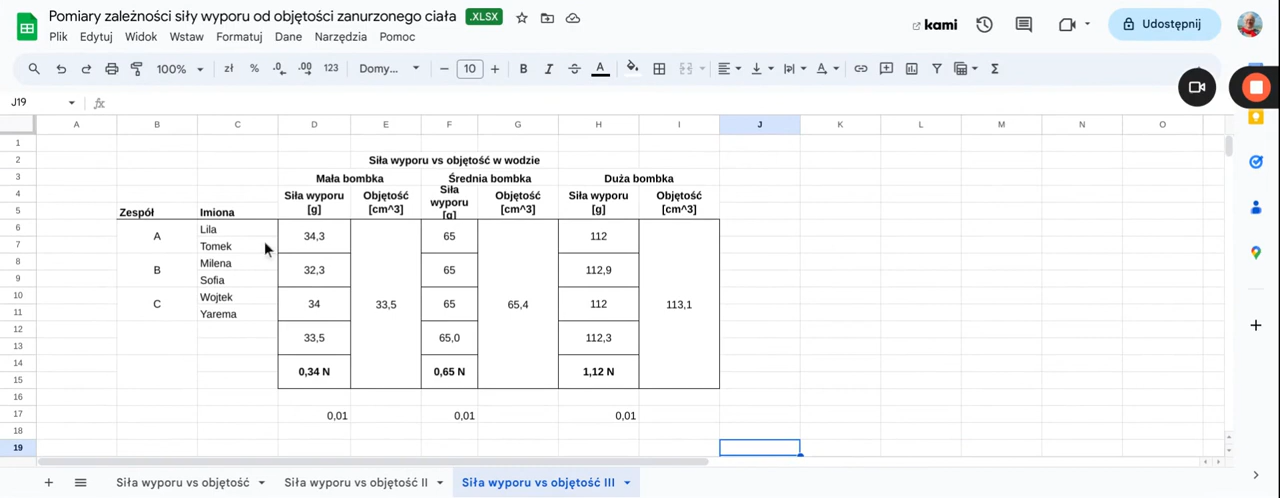 Pomiary zależności siły wyporu od objętości zanurzonego ciała .XLSX
kami
Udostępnij
Plik Edytuj Widok Wstaw Formatuj Dane Narzędzia Pomoc
100% zł % .0 .00 123 Domy... − 10 + B I A
J19 fx
A B C D E F G H I J K L M N O
1
2 Siła wyporu vs objętość w wodzie
3 Mała bombka Średnia bombka Duża bombka
4 Siła wyporu Objętość Siła wyporu Objętość Siła wyporu Objętość
5 Zespół Imiona [g] [cm^3] [g] [cm^3] [g] [cm^3]
6 Lila
A 34,3 65 112
7 Tomek
8 Milena
B 32,3 65 112,9
9 Sofia
10 Wojtek
C 34 33,5 65 65,4 112 113,1
11 Yarema
12
33,5 65,0 112,3
13
14
0,34 N 0,65 N 1,12 N
15
16
17 0,01 0,01 0,01
18
19
+ Siła wyporu vs objętość Siła wyporu vs objętość II Siła wyporu vs objętość III